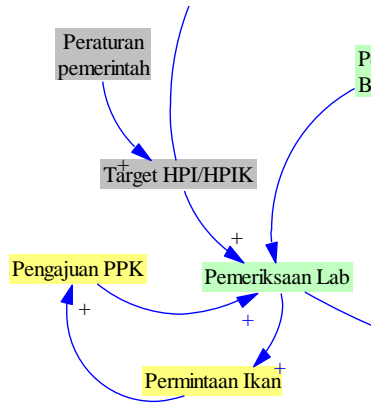 Peraturan
pemerintah
P
B
+
Target HPI/HPIK
+
Pengajuan PPK
Pemeriksaan Lab
+
+
+
Permintaan Ikan